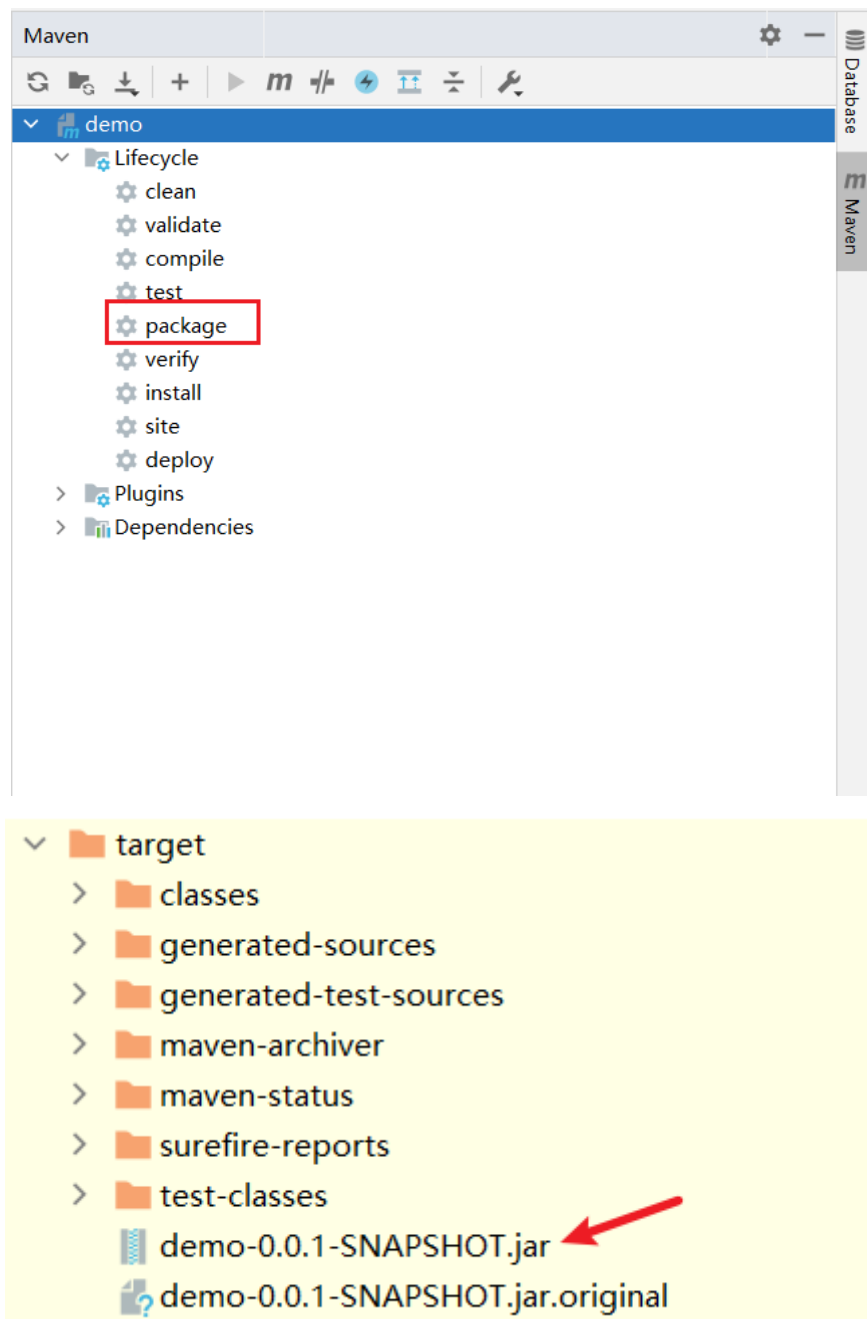 Maven
Database
m
demo
Lifecycle
clean
validate
compile
test
package
verify
install
site
deploy
Plugins
Dependencies
m Maven
target
classes
generated-sources
generated-test-sources
maven-archiver
maven-status
surefire-reports
test-classes
demo-0.0.1-SNAPSHOT.jar
demo-0.0.1-SNAPSHOT.jar.original